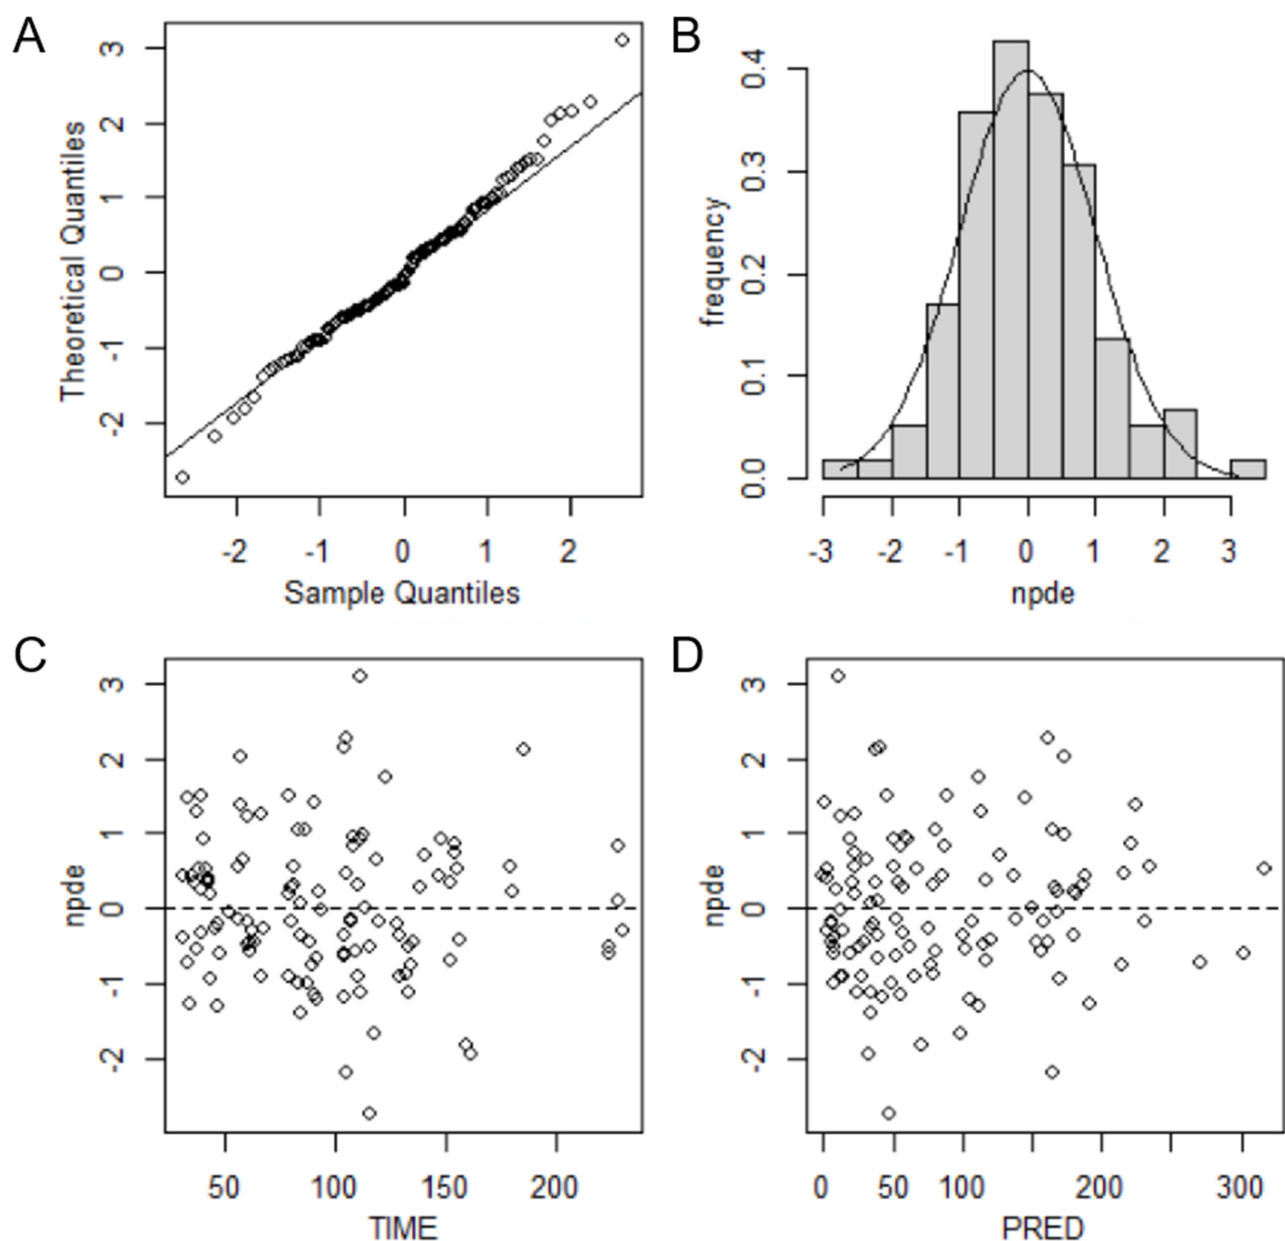 A
Theoretical Quantiles
3
2
1
0
-1
-2
-2 -1 0 1 2
Sample Quantiles
B
frequency
0.4
0.3
0.2
0.1
0.0
-3 -2 -1 0 1 2 3
npde
C
npde
3
2
1
0
-1
-2
50 100 150 200
TIME
D
npde
3
2
1
0
-1
-2
0 50 100 200 300
PRED